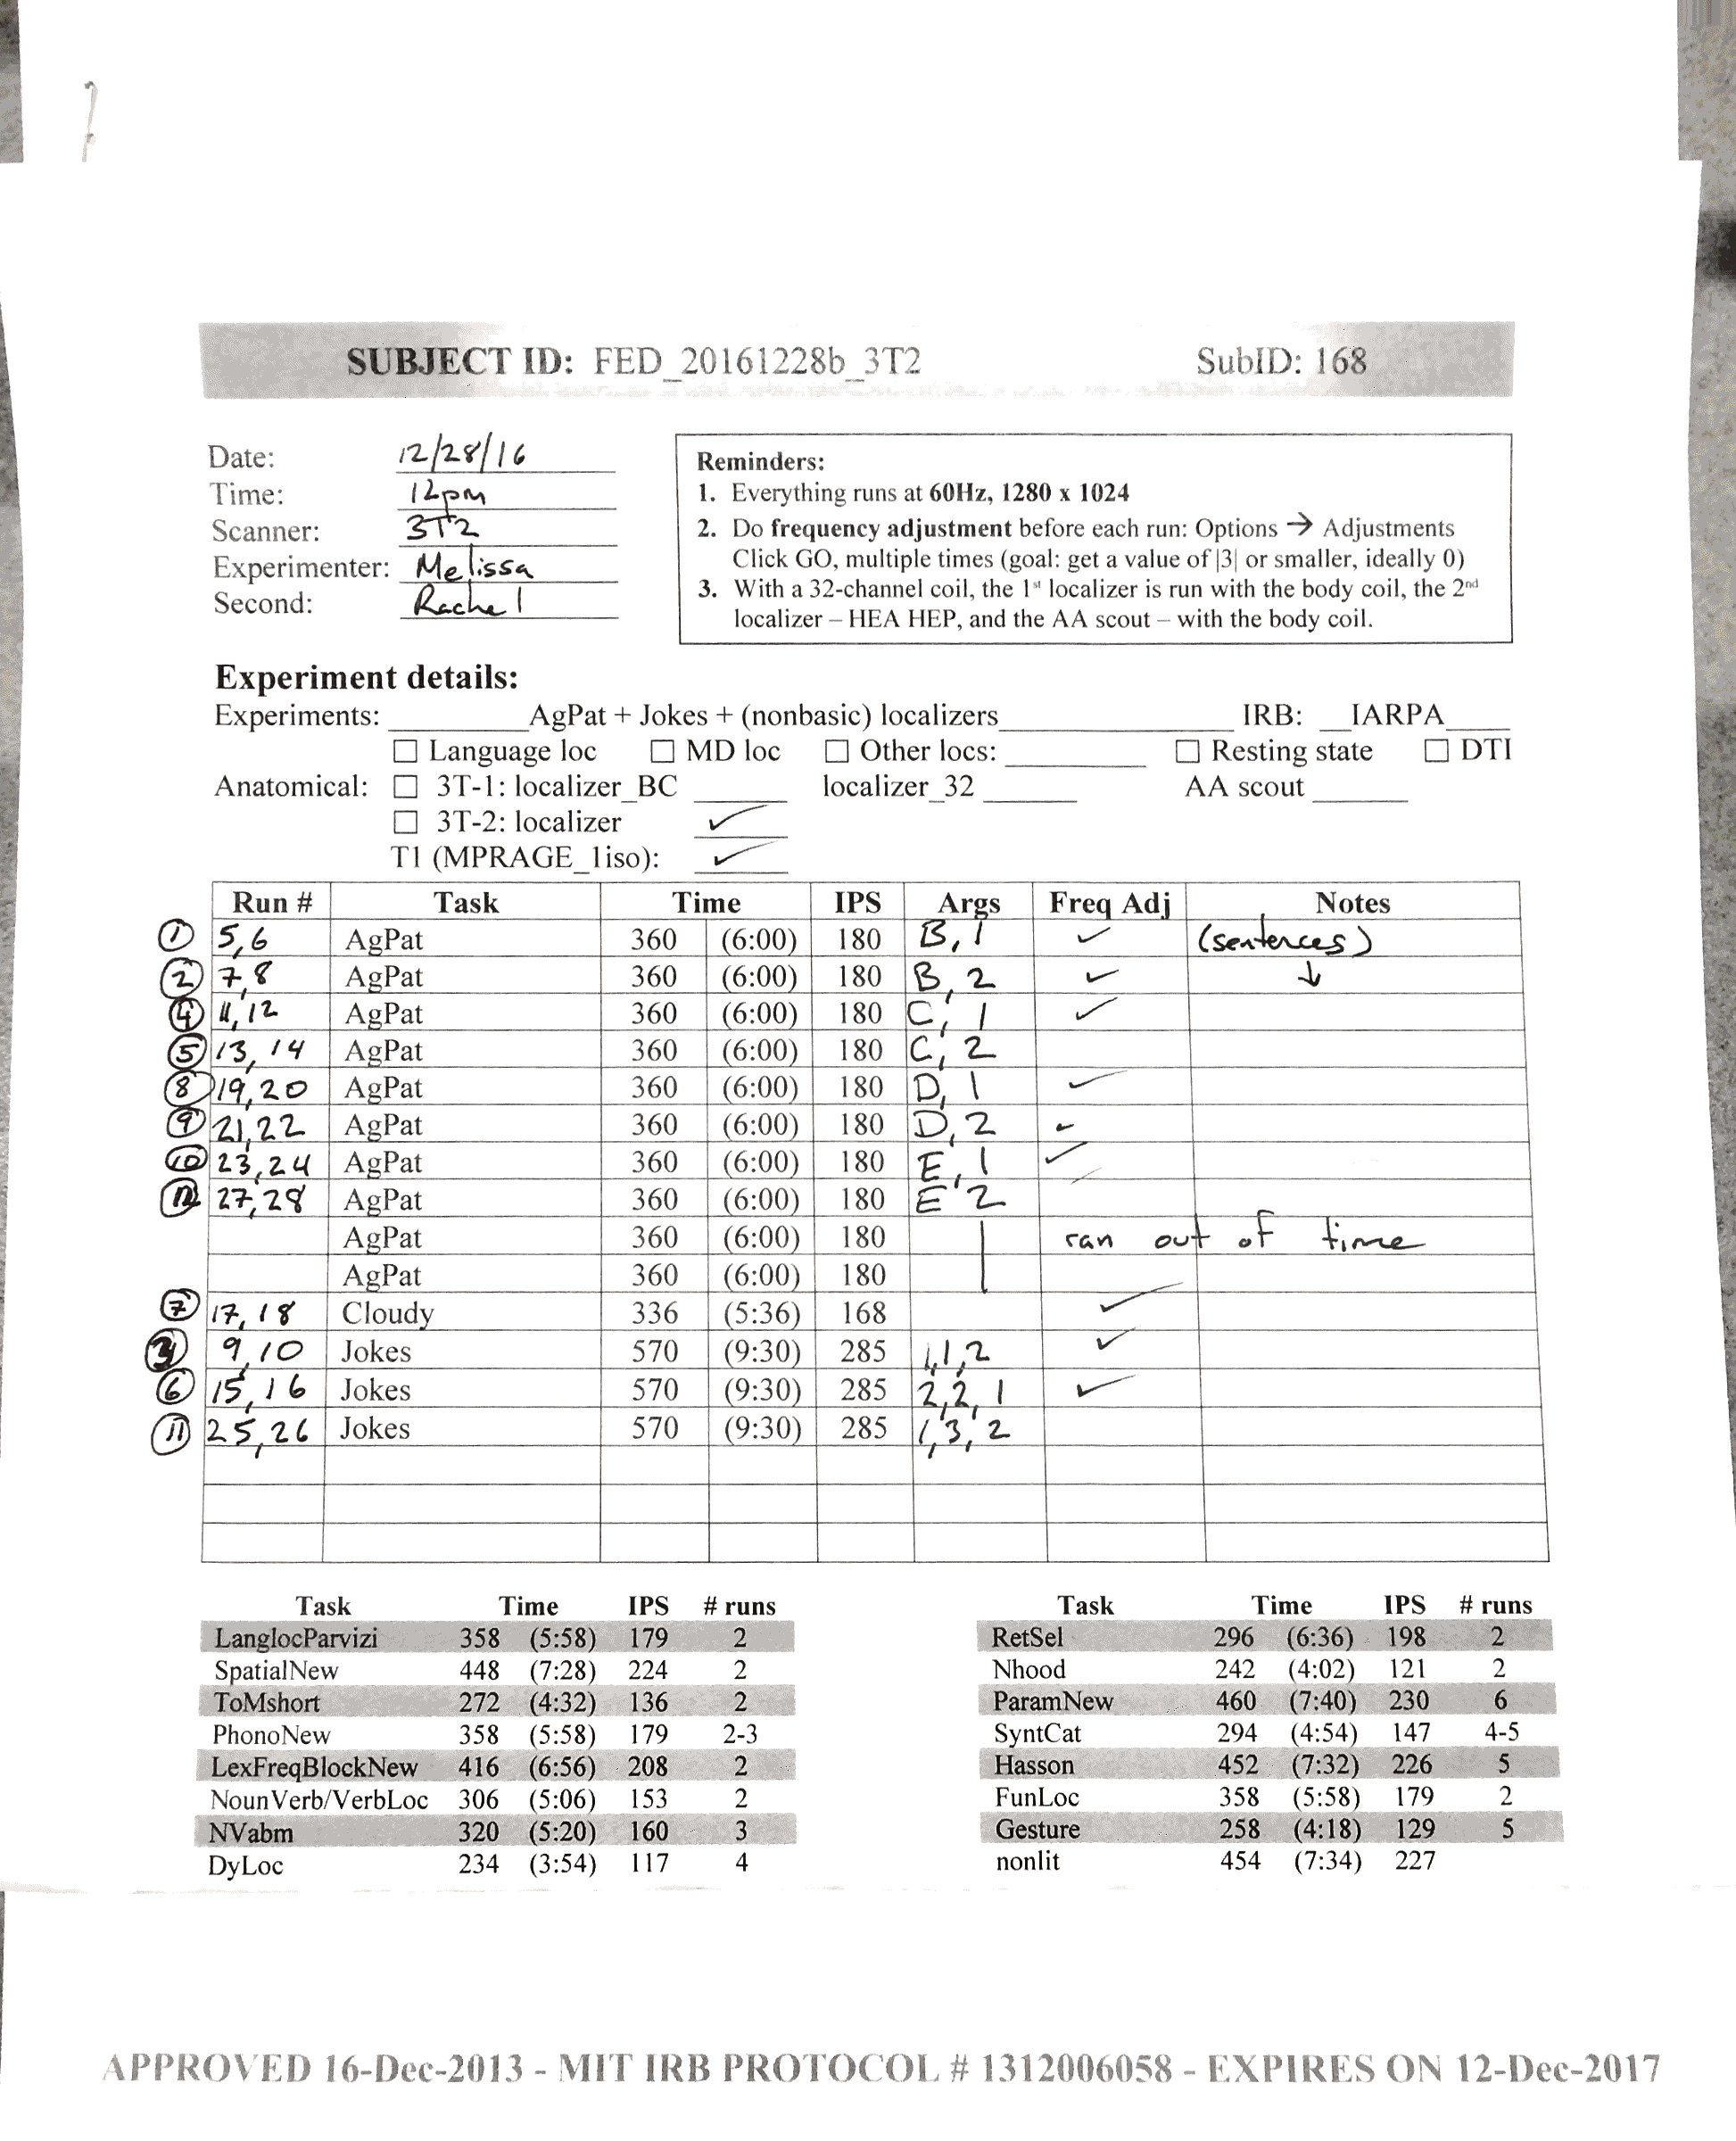 SUBJECT ID: FED_20161228b_3T2 SubID: 168
Date: 12/28/16
Time: 12pm
Scanner: 3T2
Experimenter: Melissa
Second: Rachel
Reminders:
1. Everything runs at 60Hz, 1280 x 1024
2. Do frequency adjustment before each run: Options → Adjustments
Click GO, multiple times (goal: get a value of |3| or smaller, ideally 0)
3. With a 32-channel coil, the 1st localizer is run with the body coil, the 2nd
localizer – HEA HEP, and the AA scout – with the body coil.
Experiment details:
Experiments: AgPat + Jokes + (nonbasic) localizers IRB: IARPA
☐ Language loc ☐ MD loc ☐ Other locs: ☐ Resting state ☐ DTI
Anatomical: ☐ 3T-1: localizer_BC localizer_32 AA scout
☐ 3T-2: localizer ✓
T1 (MPRAGE_1iso): ✓
Run # Task Time IPS Args Freq Adj Notes
① 5,6 AgPat 360 (6:00) 180 B, 1 ✓ (sentences)
② 7,8 AgPat 360 (6:00) 180 B, 2 ✓ ↓
④ 11,12 AgPat 360 (6:00) 180 C, 1 ✓
⑤ 13, 14 AgPat 360 (6:00) 180 C, 2
⑧ 19,20 AgPat 360 (6:00) 180 D, 1 ✓
⑨ 21,22 AgPat 360 (6:00) 180 D, 2 ✓
⑩ 23,24 AgPat 360 (6:00) 180 E, 1 ✓
⑫ 27,28 AgPat 360 (6:00) 180 E, 2
AgPat 360 (6:00) 180 ran out of time
AgPat 360 (6:00) 180
⑦ 17, 18 Cloudy 336 (5:36) 168 ✓
③ 9, 10 Jokes 570 (9:30) 285 1,1,2 ✓
⑥ 15, 16 Jokes 570 (9:30) 285 2,2,1 ✓
⑪ 25,26 Jokes 570 (9:30) 285 1,3,2
Task Time IPS # runs
LanglocParvizi 358 (5:58) 179 2
SpatialNew 448 (7:28) 224 2
ToMshort 272 (4:32) 136 2
PhonoNew 358 (5:58) 179 2-3
LexFreqBlockNew 416 (6:56) 208 2
NounVerb/VerbLoc 306 (5:06) 153 2
NVabm 320 (5:20) 160 3
DyLoc 234 (3:54) 117 4
Task Time IPS # runs
RetSel 296 (6:36) 198 2
Nhood 242 (4:02) 121 2
ParamNew 460 (7:40) 230 6
SyntCat 294 (4:54) 147 4-5
Hasson 452 (7:32) 226 5
FunLoc 358 (5:58) 179 2
Gesture 258 (4:18) 129 5
nonlit 454 (7:34) 227
APPROVED 16-Dec-2013 - MIT IRB PROTOCOL # 1312006058 - EXPIRES ON 12-Dec-2017